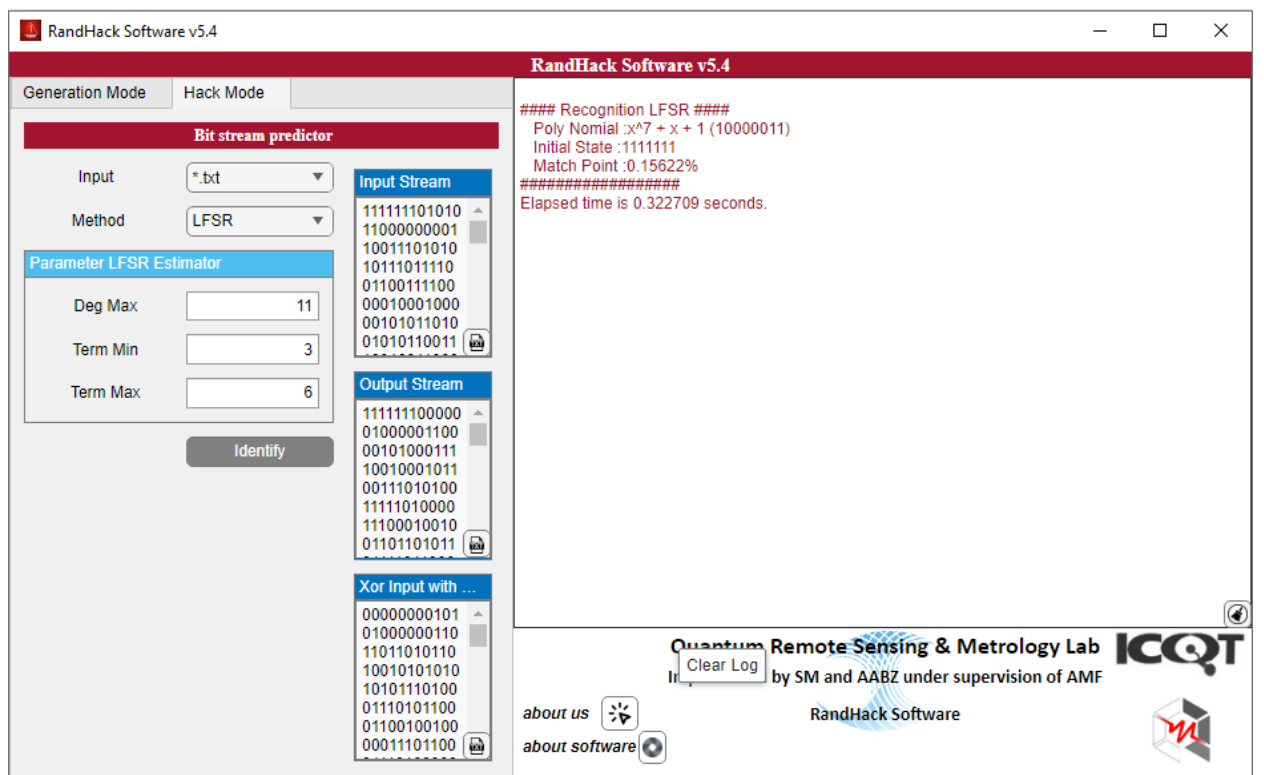 RandHack Software v5.4
RandHack Software v5.4
Generation Mode
Hack Mode
Bit stream predictor
Input
*.txt
Method
LFSR
Parameter LFSR Estimator
Deg Max
11
Term Min
3
Term Max
6
Identify
Input Stream
111111101010
11000000001
10011101010
10111011110
01100111100
00010001000
00101011010
01010110011
Output Stream
111111100000
01000001100
00101000111
10010001011
00111010100
11111010000
11100010010
01101101011
Xor Input with ...
00000000101
01000000110
11011010110
10010101010
10101110100
01110101100
01100100100
00011101100
#### Recognition LFSR ####
Poly Nomial :x^7 + x + 1 (10000011)
Initial State :1111111
Match Point :0.15622%
##################
Elapsed time is 0.322709 seconds.
Quantum Remote Sensing & Metrology Lab
Clear Log
by SM and AABZ under supervision of AMF
RandHack Software
about us
about software
ICQT